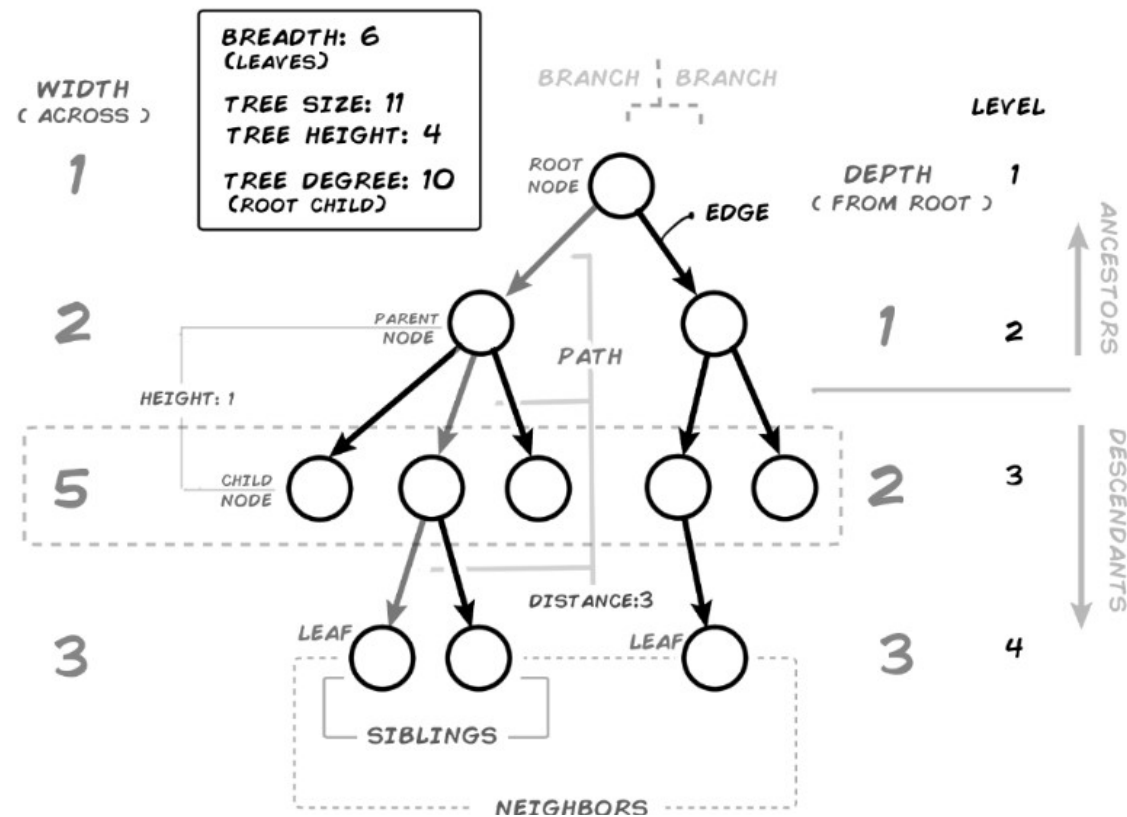 BREADTH: 6
(LEAVES)
TREE SIZE: 11
TREE HEIGHT: 4
TREE DEGREE: 10
(ROOT CHILD)
WIDTH
( ACROSS )
BRANCH BRANCH
LEVEL
1
ROOT
NODE
DEPTH
( FROM ROOT )
1
EDGE
ANCESTORS
2
PARENT
NODE
1
2
PATH
HEIGHT: 1
5
CHILD
NODE
2
3
DESCENDANTS
DISTANCE:3
3
LEAF
LEAF
3
4
SIBLINGS
NEIGHBORS